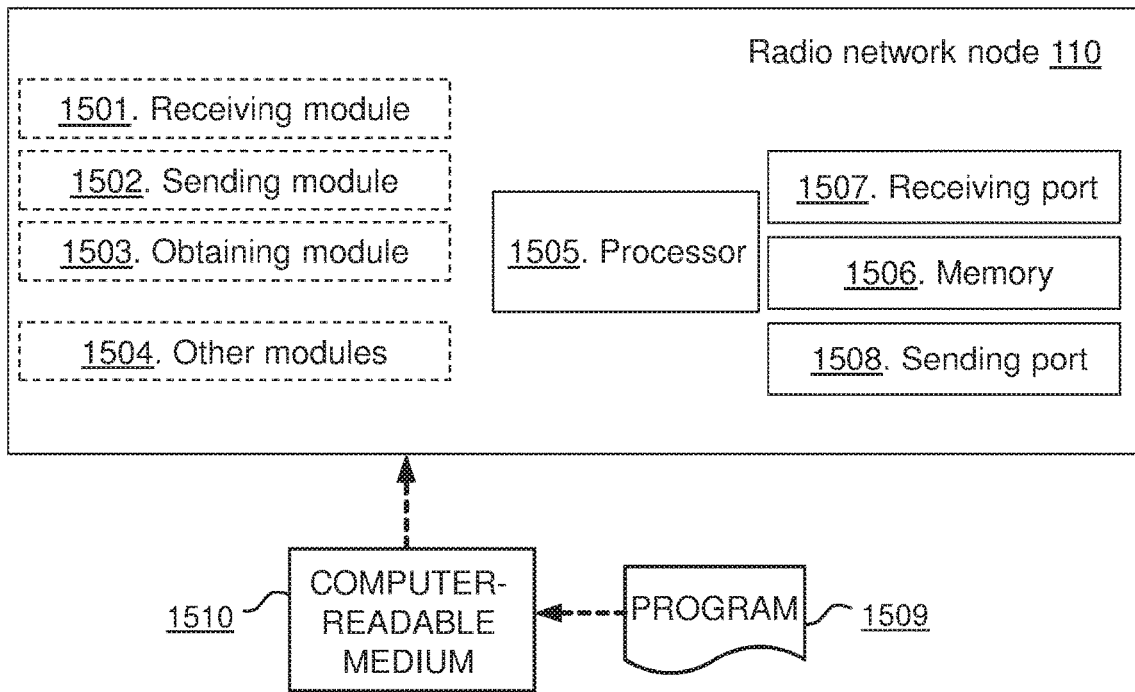 Radio network node 110
1501. Receiving module
1502. Sending module
1503. Obtaining module
1504. Other modules
1505. Processor
1507. Receiving port
1506. Memory
1508. Sending port
1510
COMPUTER-
READABLE
MEDIUM
PROGRAM
1509